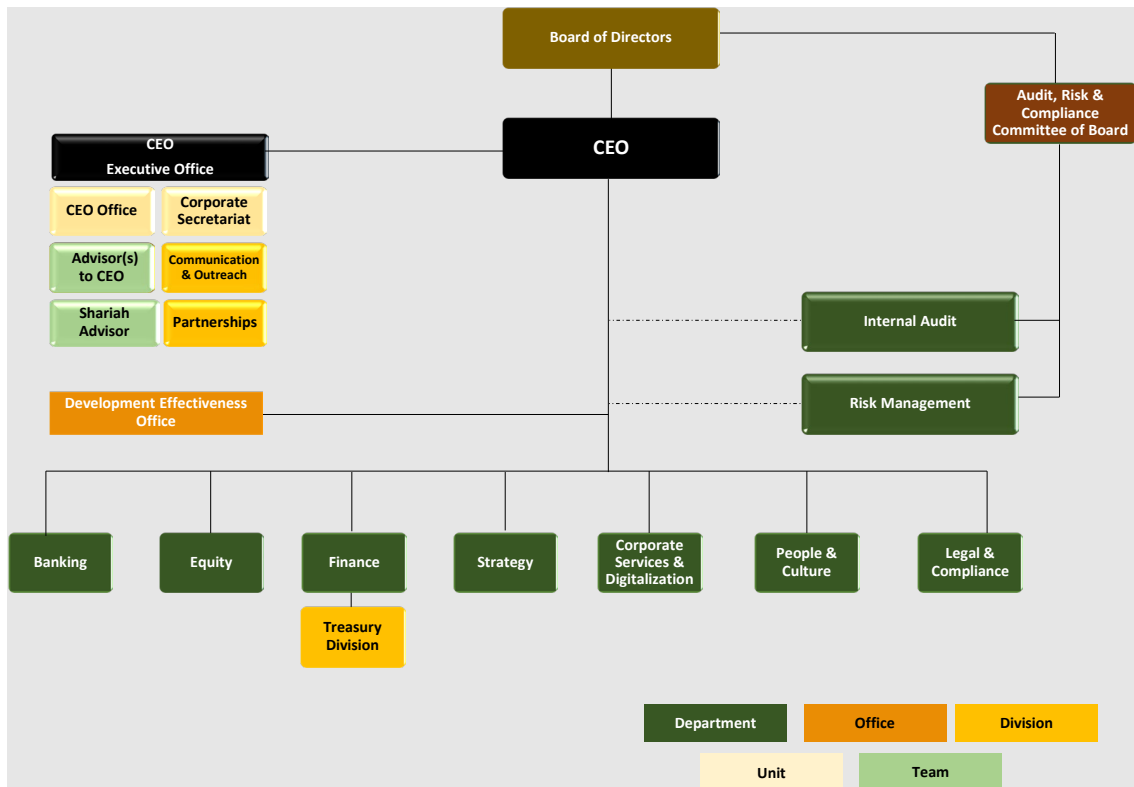 Board of Directors
Audit, Risk &
Compliance
Committee of Board
CEO
CEO
Executive Office
CEO Office
Corporate
Secretariat
Advisor(s)
to CEO
Communication
& Outreach
Shariah
Advisor
Partnerships
Internal Audit
Risk Management
Development Effectiveness
Office
Banking
Equity
Finance
Strategy
Corporate
Services &
Digitalization
People &
Culture
Legal &
Compliance
Treasury
Division
Department
Office
Division
Unit
Team